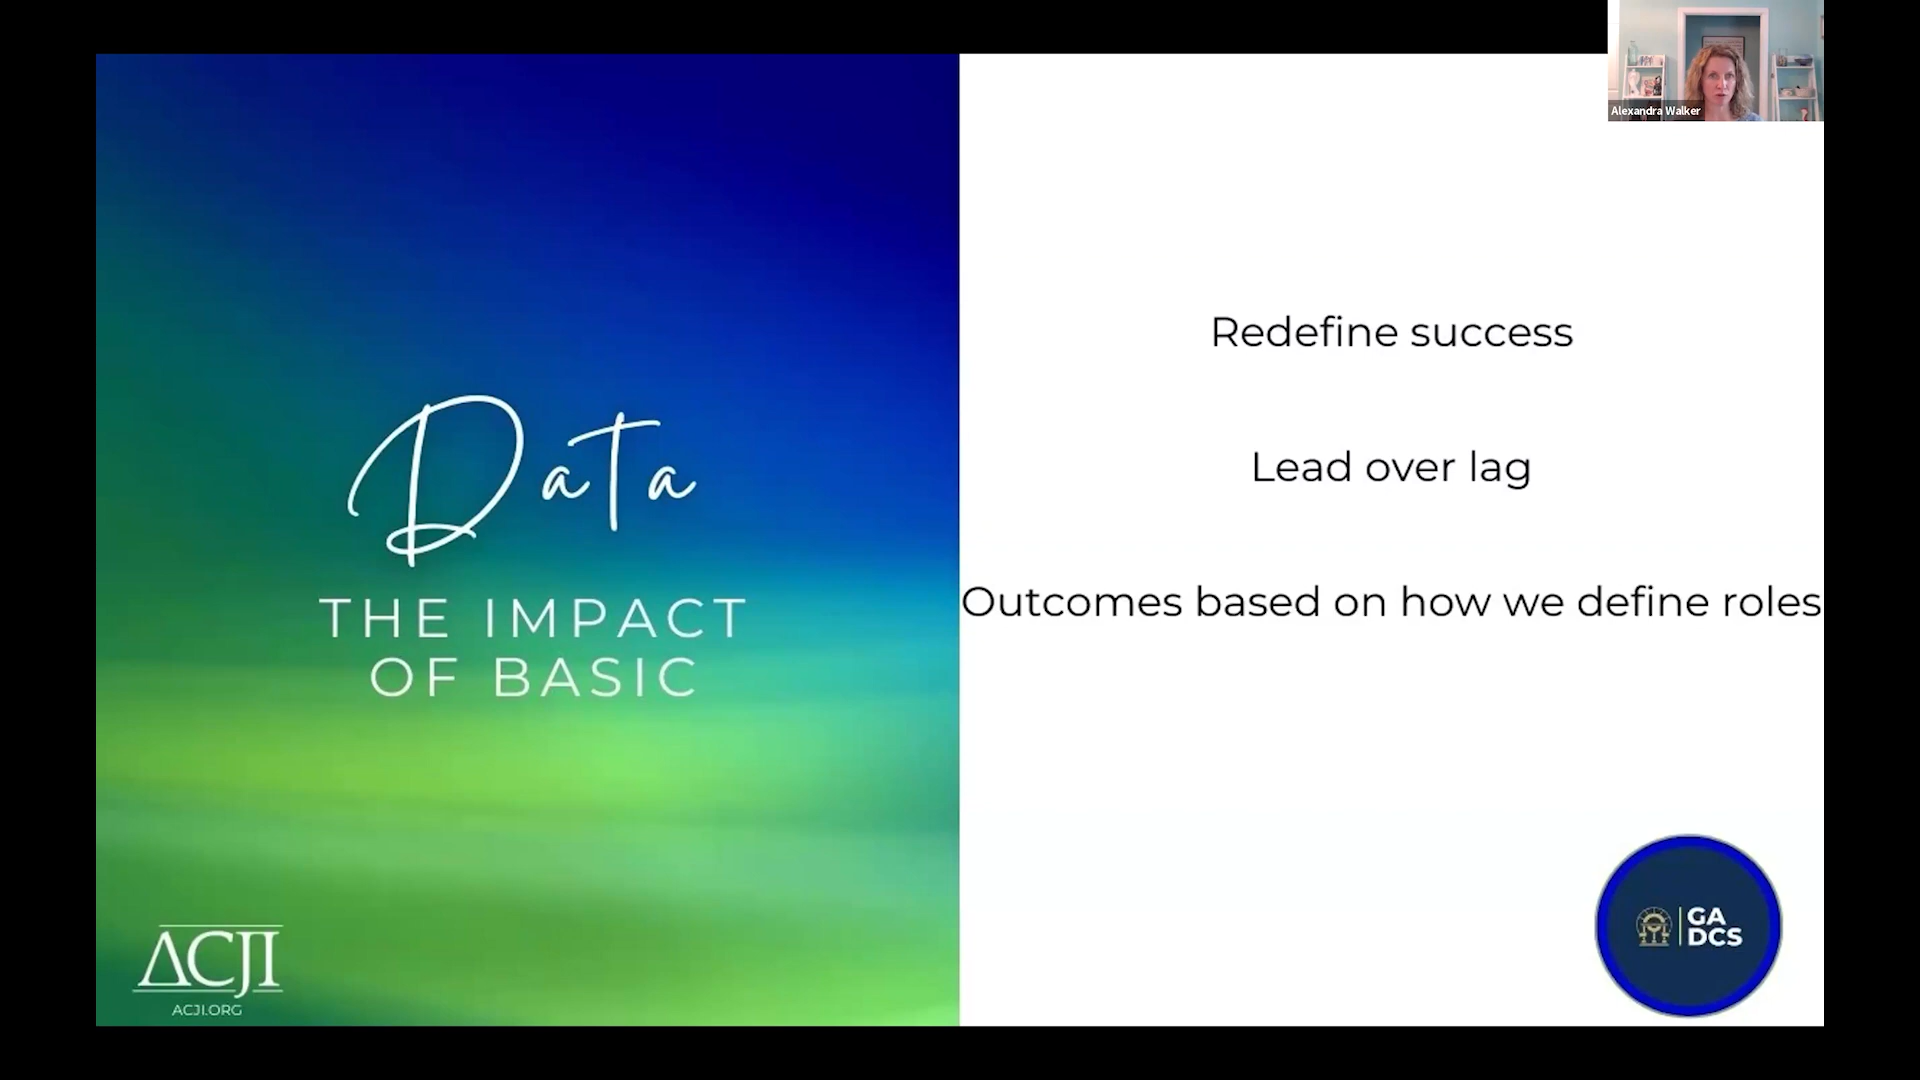 Alexandra Walker
Data
THE IMPACT
OF BASIC
Redefine success
Lead over lag
Outcomes based on how we define roles
ACJI
ACJI.ORG
GA
DCS